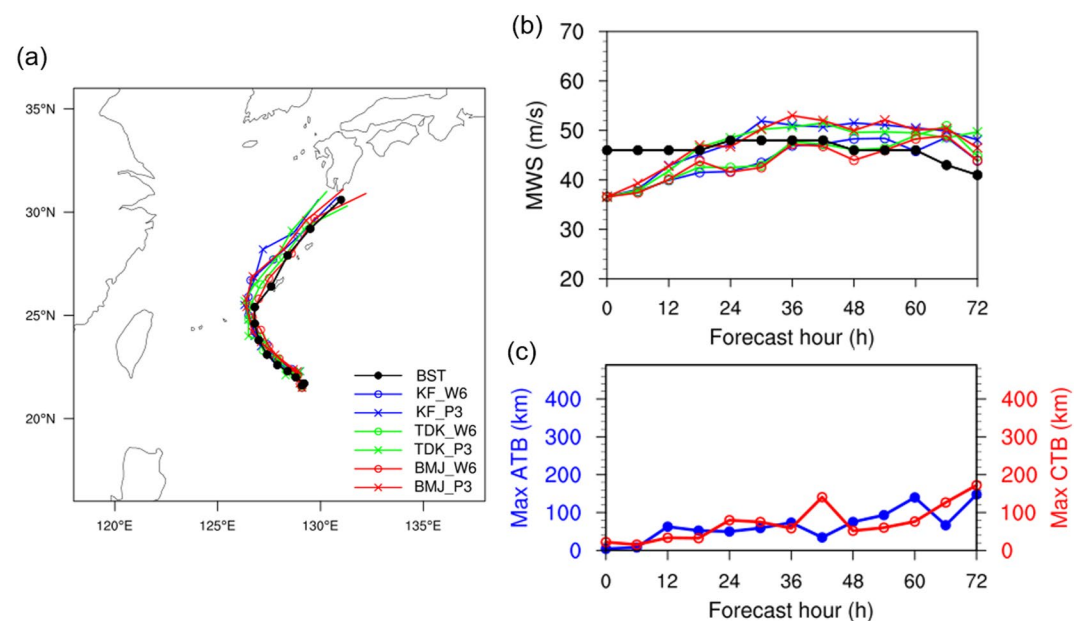 (a)
35°N
30°N
25°N
20°N
120°E 125°E 130°E 135°E
BST
KF_W6
KF_P3
TDK_W6
TDK_P3
BMJ_W6
BMJ_P3
(b)
MWS (m/s)
70
60
50
40
30
20
0 12 24 36 48 60 72
Forecast hour (h)
(c)
Max ATB (km)
400
300
200
100
0
400
300
200
100
0
Max CTB (km)
0 12 24 36 48 60 72
Forecast hour (h)